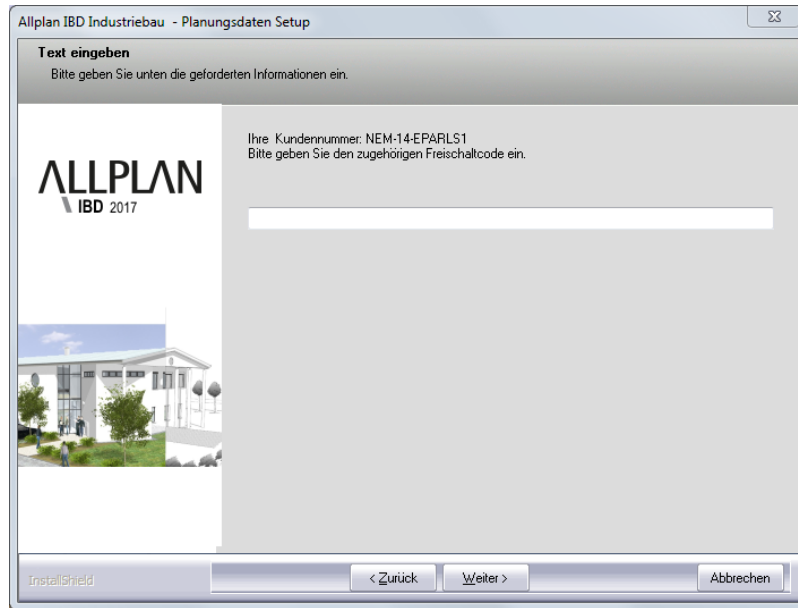 Allplan IBD Industriebau  - Planungsdaten Setup
Text eingeben
Bitte geben Sie unten die geforderten Informationen ein.
Ihre  Kundennummer: NEM-14-EPARLS1
Bitte geben Sie den zugehörigen Freischaltcode ein.
ALLPLAN
IBD 2017
InstallShield
< Zurück
Weiter >
Abbrechen